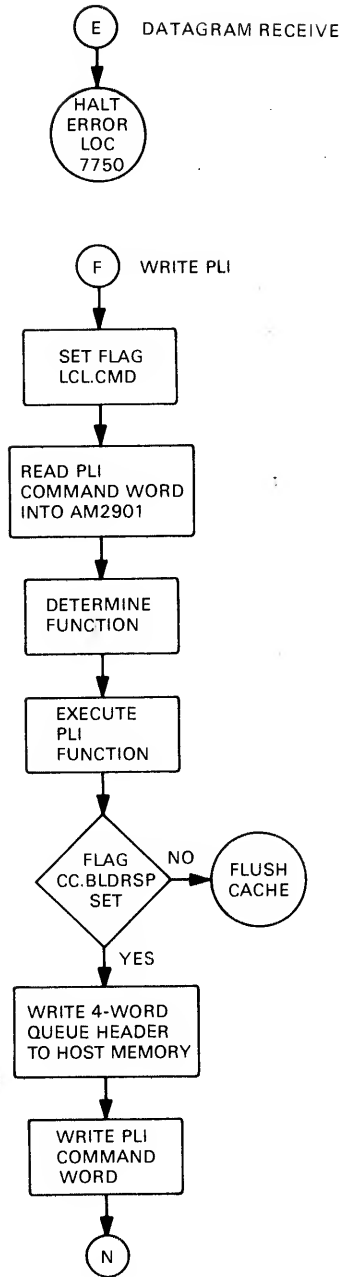 E DATAGRAM RECEIVE
HALT
ERROR
LOC
7750
F WRITE PLI
SET FLAG
LCL.CMD
READ PLI
COMMAND WORD
INTO AM2901
DETERMINE
FUNCTION
EXECUTE
PLI
FUNCTION
FLAG
CC.BLDRSP
SET
NO
FLUSH
CACHE
YES
WRITE 4-WORD
QUEUE HEADER
TO HOST MEMORY
WRITE PLI
COMMAND
WORD
N